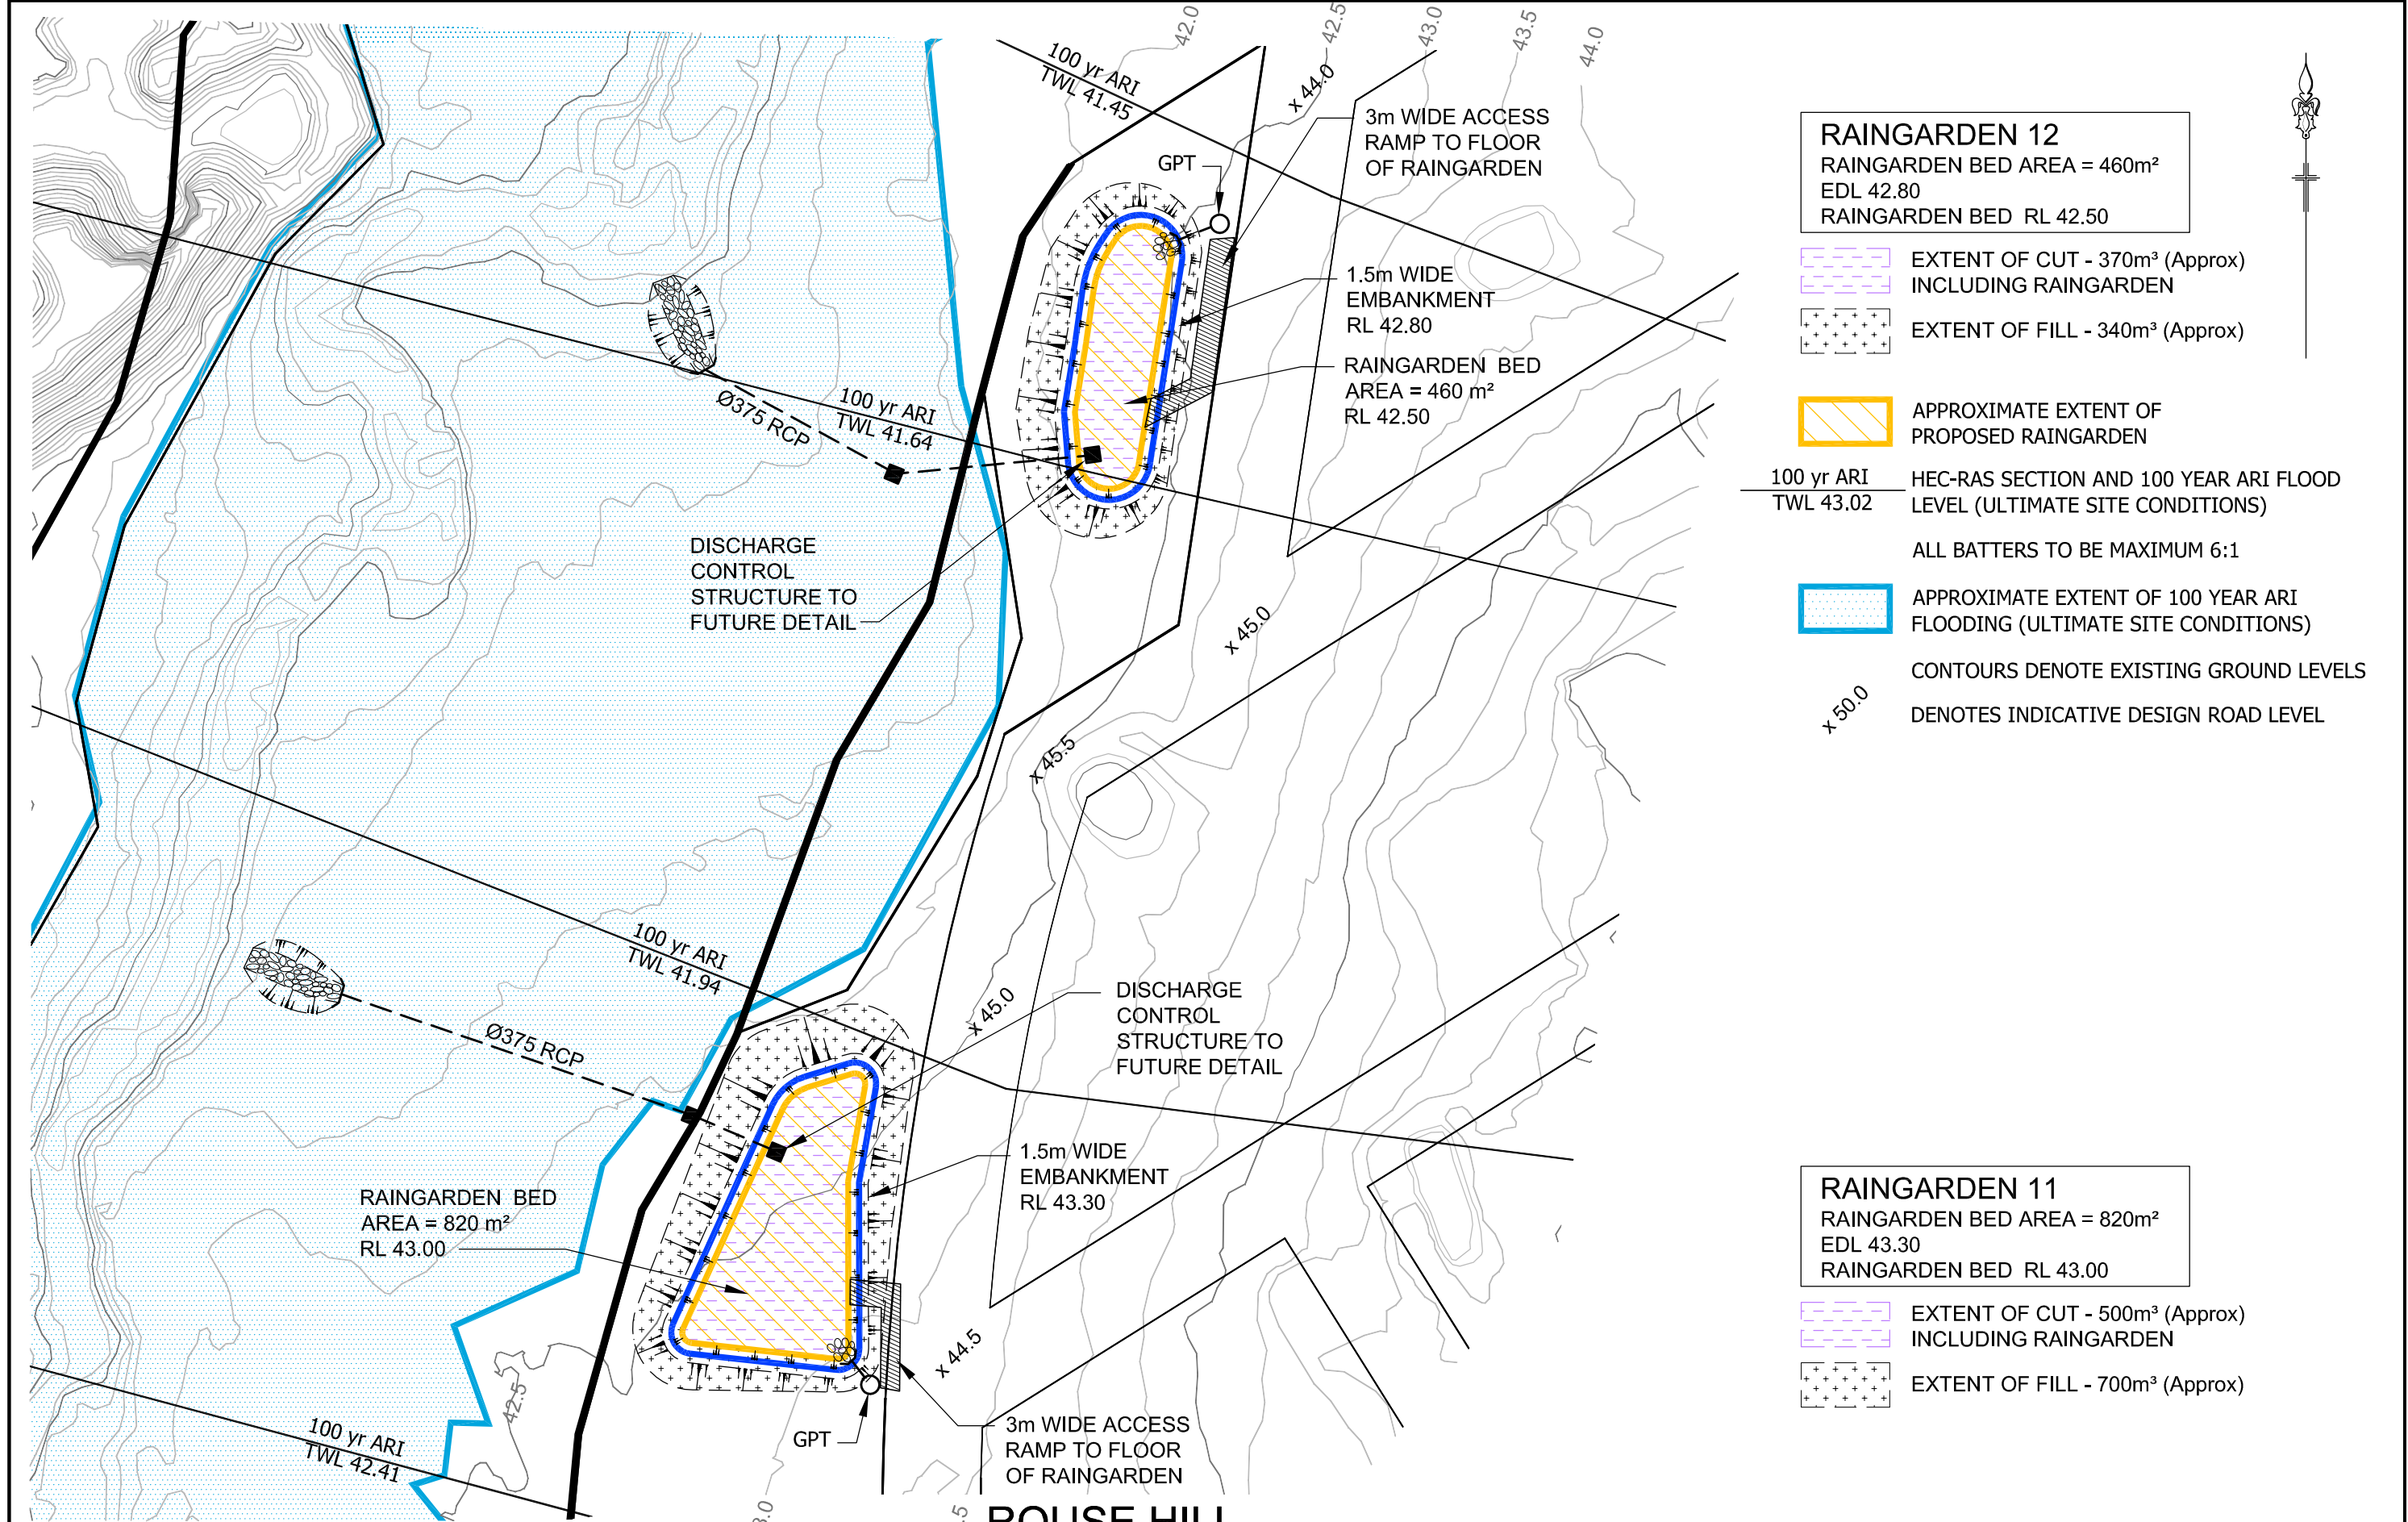 42.0
42.5
43.0
43.5
44.0
100 yr ARI
TWL 41.45
x 44.0
3m WIDE ACCESS
RAMP TO FLOOR
OF RAINGARDEN
GPT
1.5m WIDE
EMBANKMENT
RL 42.80
RAINGARDEN BED
AREA = 460 m²
RL 42.50
100 yr ARI
TWL 41.64
Ø375 RCP
DISCHARGE
CONTROL
STRUCTURE TO
FUTURE DETAIL
x 45.0
x 45.5
100 yr ARI
TWL 41.94
x 45.0
DISCHARGE
CONTROL
STRUCTURE TO
FUTURE DETAIL
Ø375 RCP
1.5m WIDE
EMBANKMENT
RL 43.30
RAINGARDEN BED
AREA = 820 m²
RL 43.00
x 44.5
42.5
100 yr ARI
TWL 42.41
GPT
3m WIDE ACCESS
RAMP TO FLOOR
OF RAINGARDEN
ROUSE HILL
RAINGARDEN 12
RAINGARDEN BED AREA = 460m²
EDL 42.80
RAINGARDEN BED RL 42.50
EXTENT OF CUT - 370m³ (Approx)
INCLUDING RAINGARDEN
EXTENT OF FILL - 340m³ (Approx)
APPROXIMATE EXTENT OF
PROPOSED RAINGARDEN
100 yr ARI
TWL 43.02
HEC-RAS SECTION AND 100 YEAR ARI FLOOD
LEVEL (ULTIMATE SITE CONDITIONS)
ALL BATTERS TO BE MAXIMUM 6:1
APPROXIMATE EXTENT OF 100 YEAR ARI
FLOODING (ULTIMATE SITE CONDITIONS)
CONTOURS DENOTE EXISTING GROUND LEVELS
x 50.0
DENOTES INDICATIVE DESIGN ROAD LEVEL
RAINGARDEN 11
RAINGARDEN BED AREA = 820m²
EDL 43.30
RAINGARDEN BED RL 43.00
EXTENT OF CUT - 500m³ (Approx)
INCLUDING RAINGARDEN
EXTENT OF FILL - 700m³ (Approx)